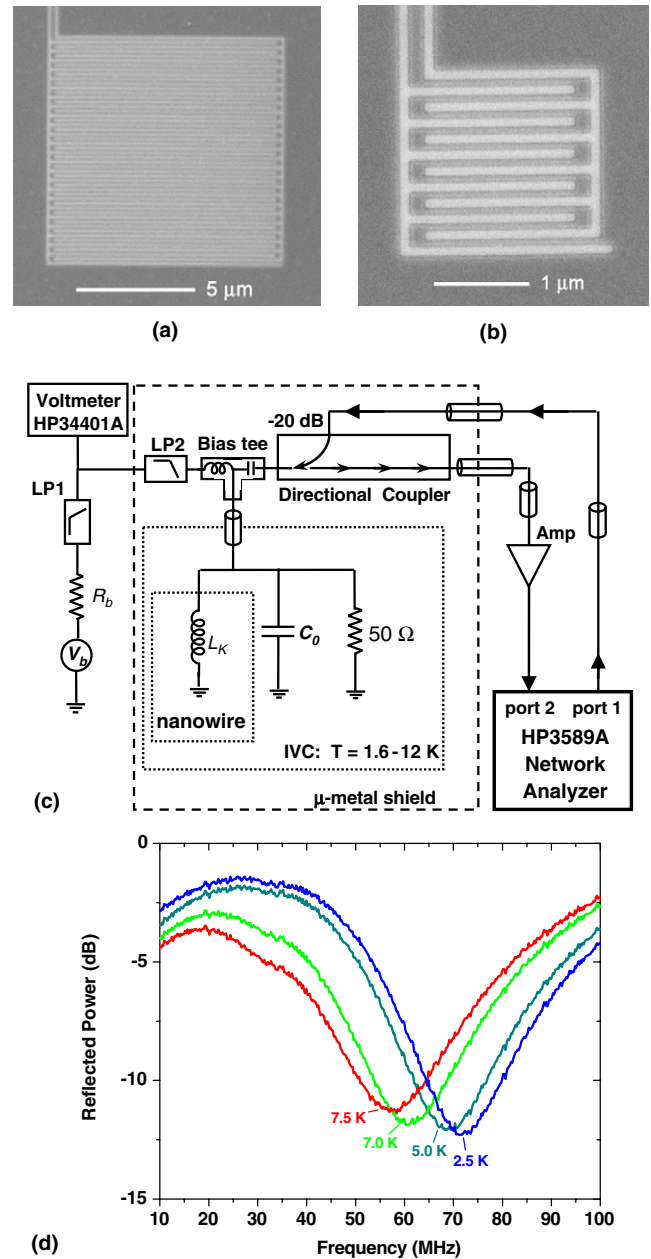 5 μm
1 μm
(a)
(b)
Voltmeter
HP34401A
LP2
Bias tee
-20 dB
LP1
Directional Coupler
Amp
R_b
L_K
C_0
50 Ω
V_b
nanowire
port 2 port 1
HP3589A
Network
Analyzer
IVC: T = 1.6-12 K
μ-metal shield
(c)
0
-5
-10
-15
Reflected Power (dB)
7.5 K
7.0 K
5.0 K
2.5 K
10 20 30 40 50 60 70 80 90 100
Frequency (MHz)
(d)